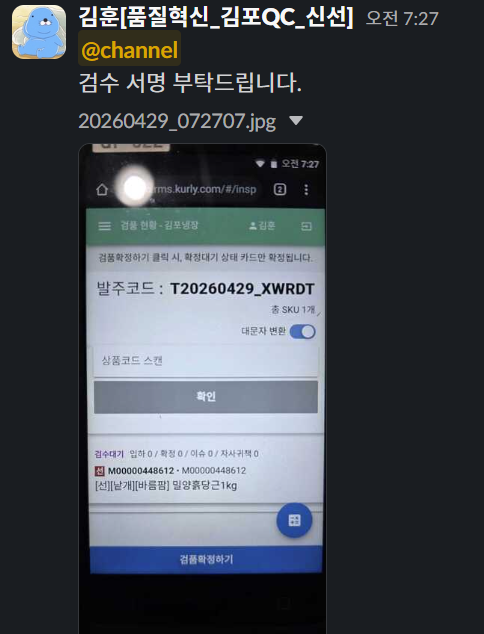 김훈[품질혁신_김포QC_신선] 오전 7:27
@channel
검수 서명 부탁드립니다.
20260429_072707.jpg
오전 7:27
rms.kurly.com/#/insp
2
검품 현황 - 김포냉장
김훈
검품확정하기 클릭 시, 확정대기 상태 카드만 확정됩니다.
발주코드 : T20260429_XWRDT
총 SKU 1개
대문자 변환
상품코드 스캔
확인
검수대기 입하 0 / 확정 0 / 이슈 0 / 자사귀책 0
선 M00000448612 • M00000448612
[선][낱개][바름팜] 밀양흙당근1kg
검품확정하기